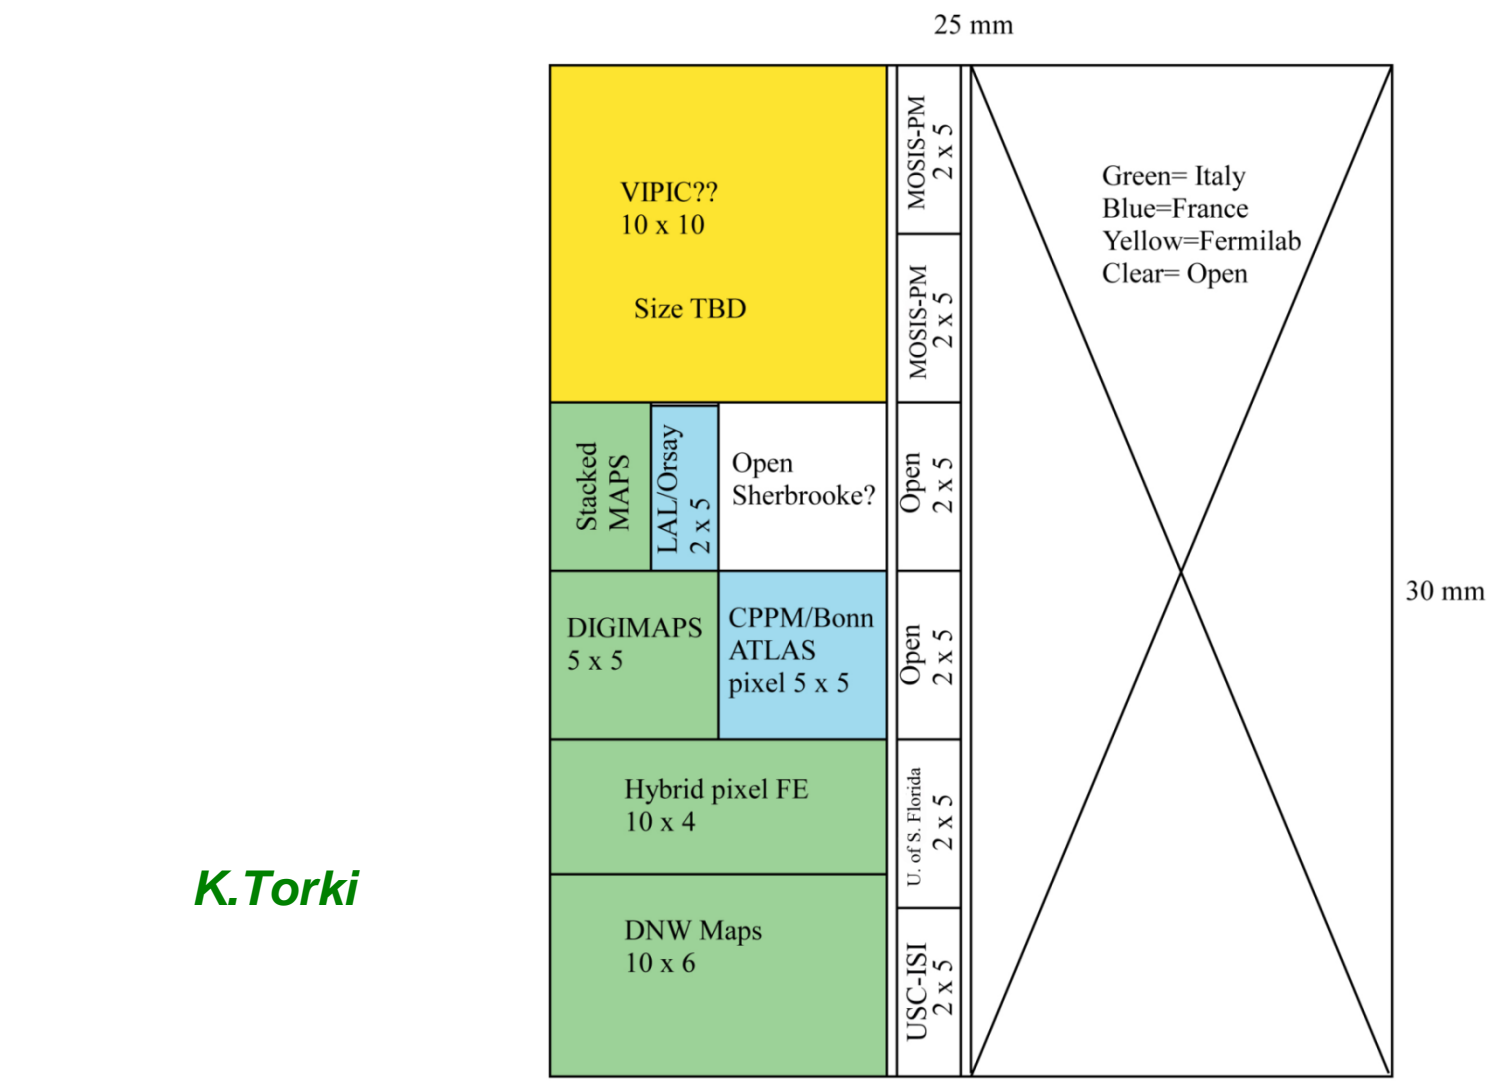 25 mm
VIPIC??
10 x 10
Size TBD
MOSIS-PM
2 x 5
MOSIS-PM
2 x 5
Green= Italy
Blue=France
Yellow=Fermilab
Clear= Open
Stacked
MAPS
LAL/Orsay
2 x 5
Open
Sherbrooke?
Open
2 x 5
30 mm
DIGIMAPS
5 x 5
CPPM/Bonn
ATLAS
pixel 5 x 5
Open
2 x 5
Hybrid pixel FE
10 x 4
U. of S. Florida
2 x 5
K.Torki
DNW Maps
10 x 6
USC-ISI
2 x 5